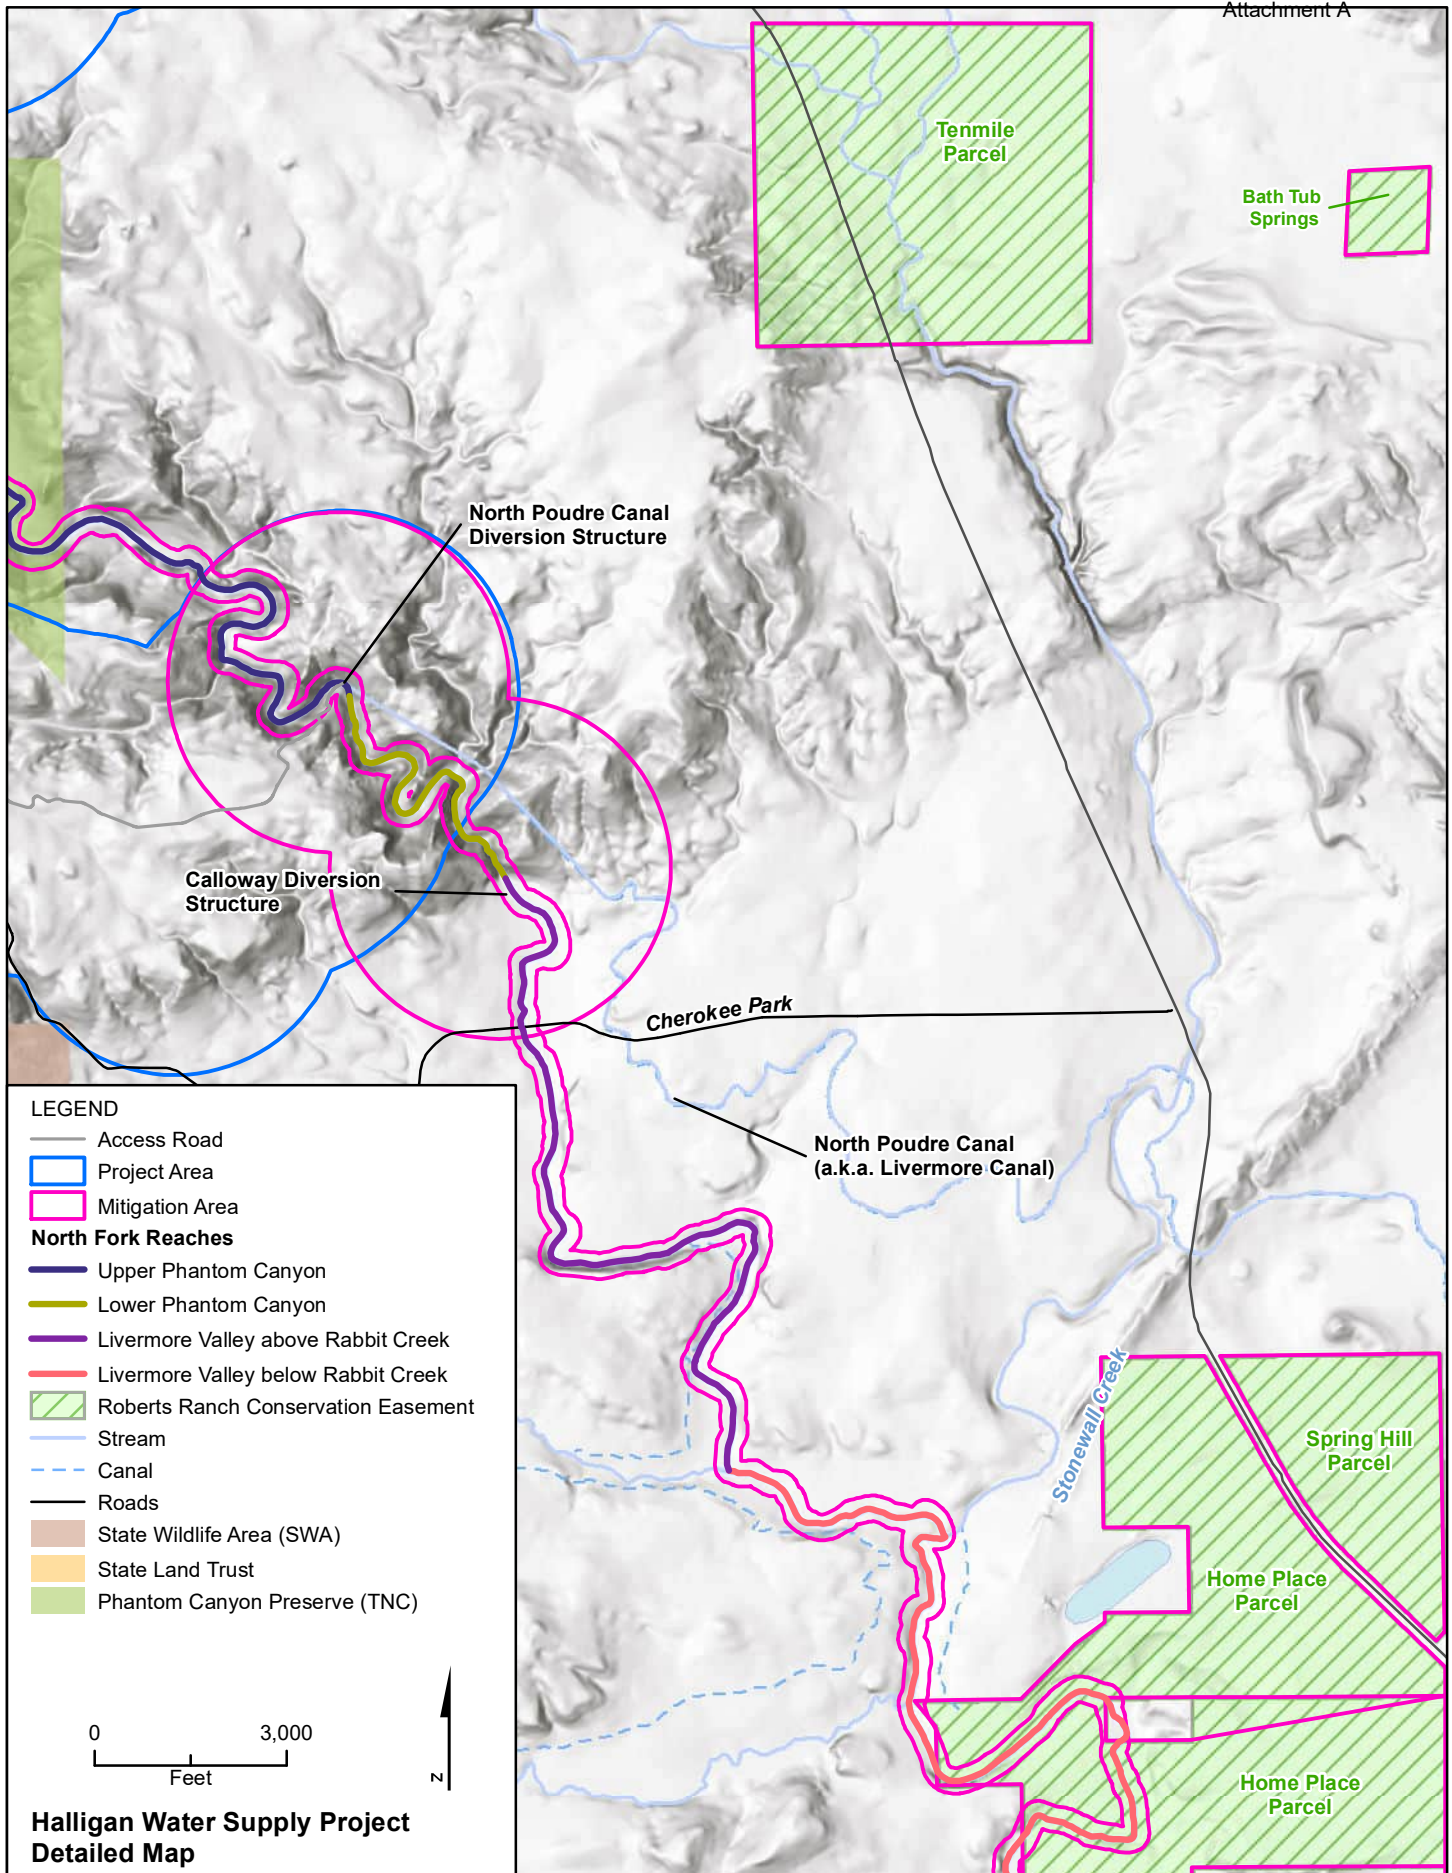 Attachment A
Tenmile
Parcel
Bath Tub
Springs
North Poudre Canal
Diversion Structure
Calloway Diversion
Structure
Cherokee Park
North Poudre Canal
(a.k.a. Livermore Canal)
Stonewall Creek
Spring Hill
Parcel
Home Place
Parcel
Home Place
Parcel
LEGEND
Access Road
Project Area
Mitigation Area
North Fork Reaches
Upper Phantom Canyon
Lower Phantom Canyon
Livermore Valley above Rabbit Creek
Livermore Valley below Rabbit Creek
Roberts Ranch Conservation Easement
Stream
Canal
Roads
State Wildlife Area (SWA)
State Land Trust
Phantom Canyon Preserve (TNC)
0 3,000
Feet
N
Halligan Water Supply Project
Detailed Map